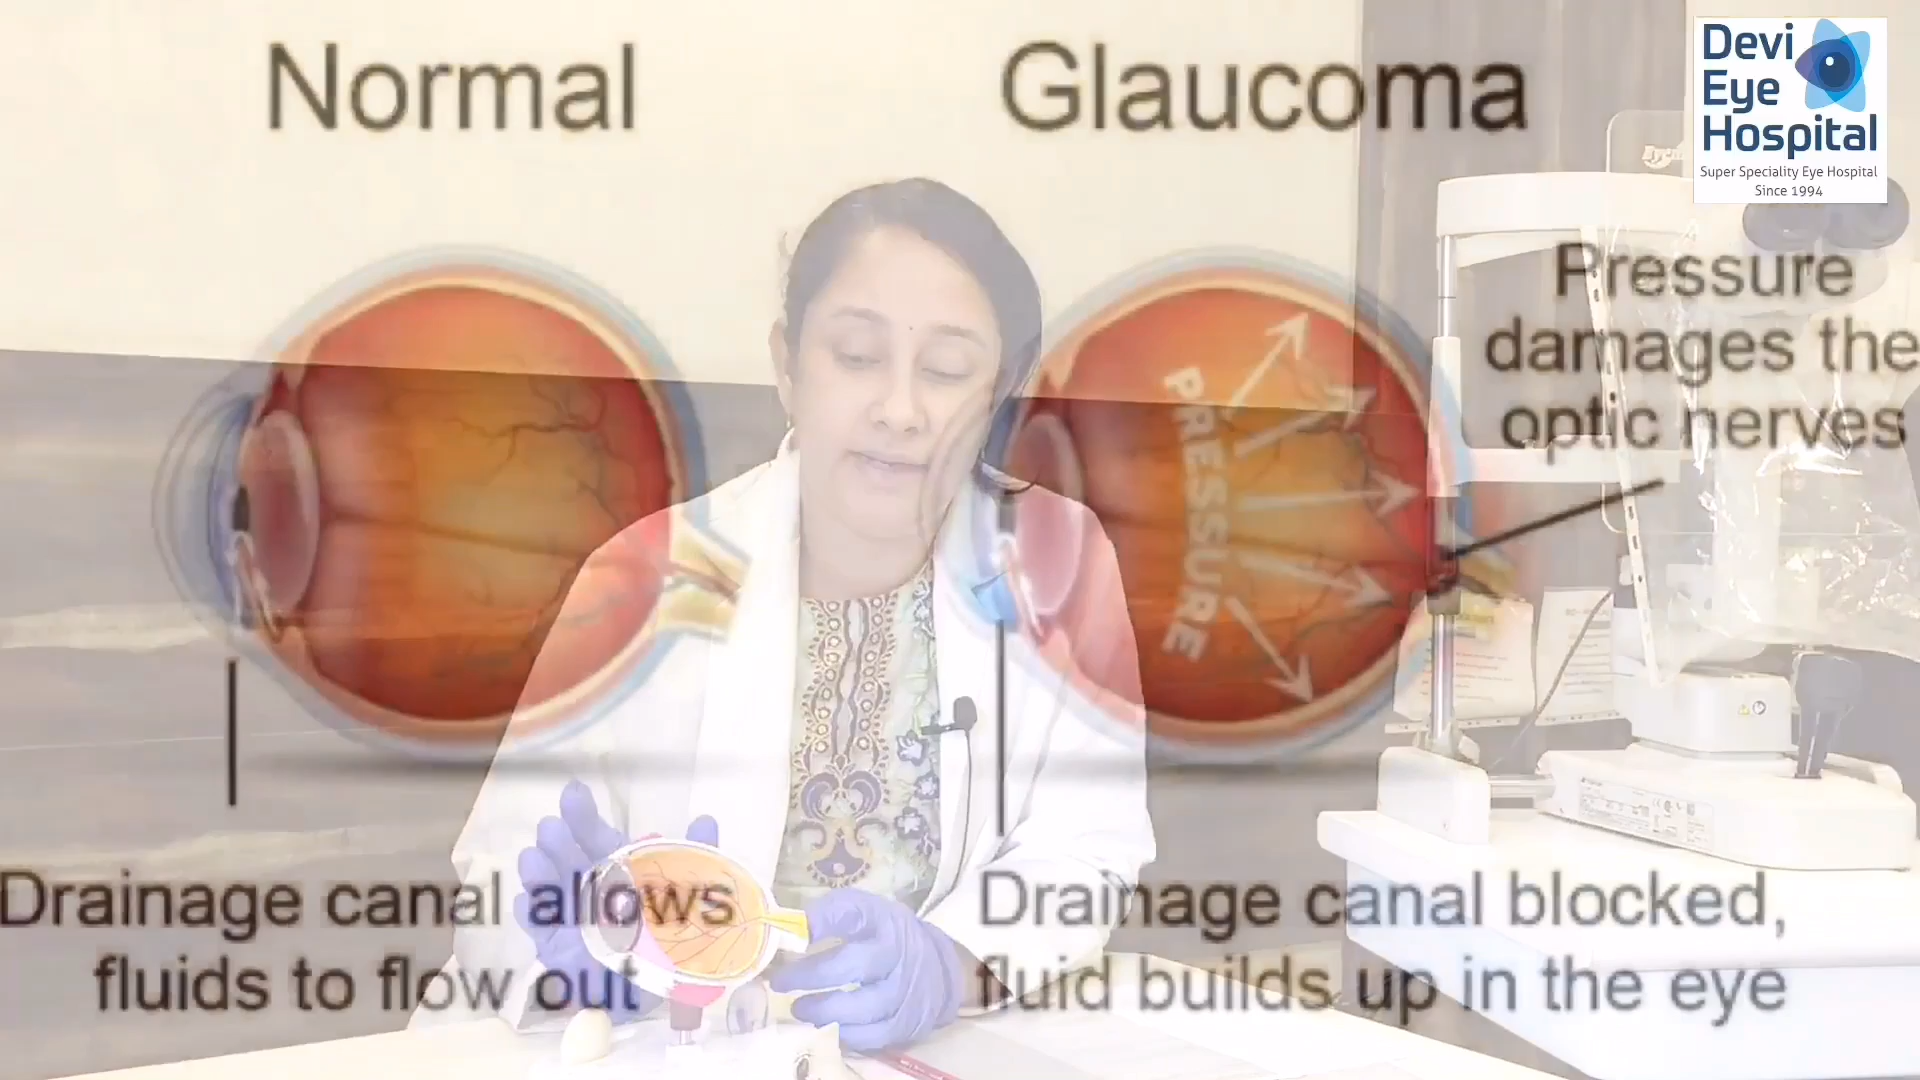 Normal
Glaucoma
Devi
Eye
Hospital
Super Speciality Eye Hospital
Since 1994
Pressure
damages the
optic nerves
PRESSURE
Drainage canal allows
fluids to flow out
Drainage canal blocked,
fluid builds up in the eye